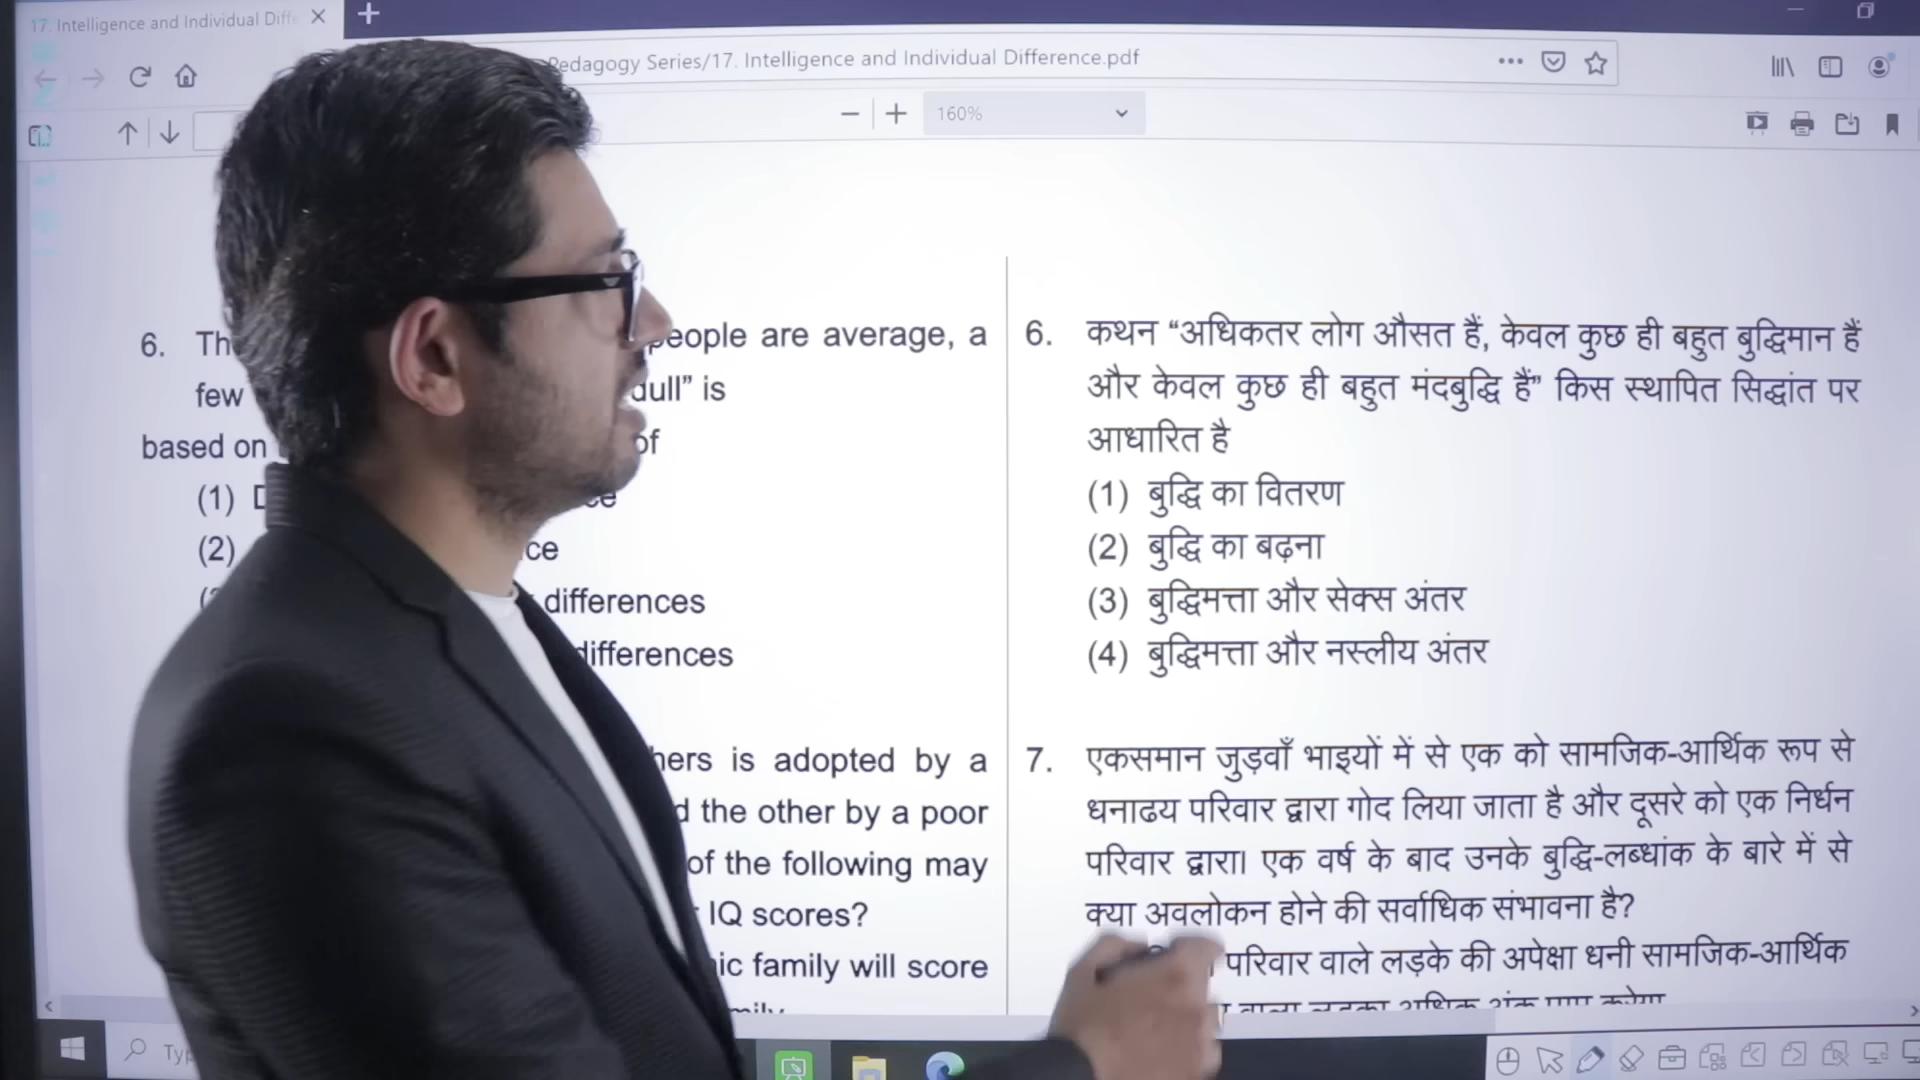 17. Intelligence and Individual Diffe
Pedagogy Series/17. Intelligence and Individual Difference.pdf
160%
6. Th people are average, a
few dull” is
based on of
(1)
(2)
differences
differences
is adopted by a
the other by a poor
of the following may
IQ scores?
family will score
6. कथन “अधिकतर लोग औसत हैं, केवल कुछ ही बहुत बुद्धिमान हैं
और केवल कुछ ही बहुत मंदबुद्धि हैं” किस स्थापित सिद्धांत पर
आधारित है
(1) बुद्धि का वितरण
(2) बुद्धि का बढ़ना
(3) बुद्धिमत्ता और सेक्स अंतर
(4) बुद्धिमत्ता और नस्लीय अंतर
7. एकसमान जुड़वाँ भाइयों में से एक को सामजिक-आर्थिक रूप से
धनाढय परिवार द्वारा गोद लिया जाता है और दूसरे को एक निर्धन
परिवार द्वारा। एक वर्ष के बाद उनके बुद्धि-लब्धांक के बारे में से
क्या अवलोकन होने की सर्वाधिक संभावना है?
परिवार वाले लड़के की अपेक्षा धनी सामजिक-आर्थिक
Typ